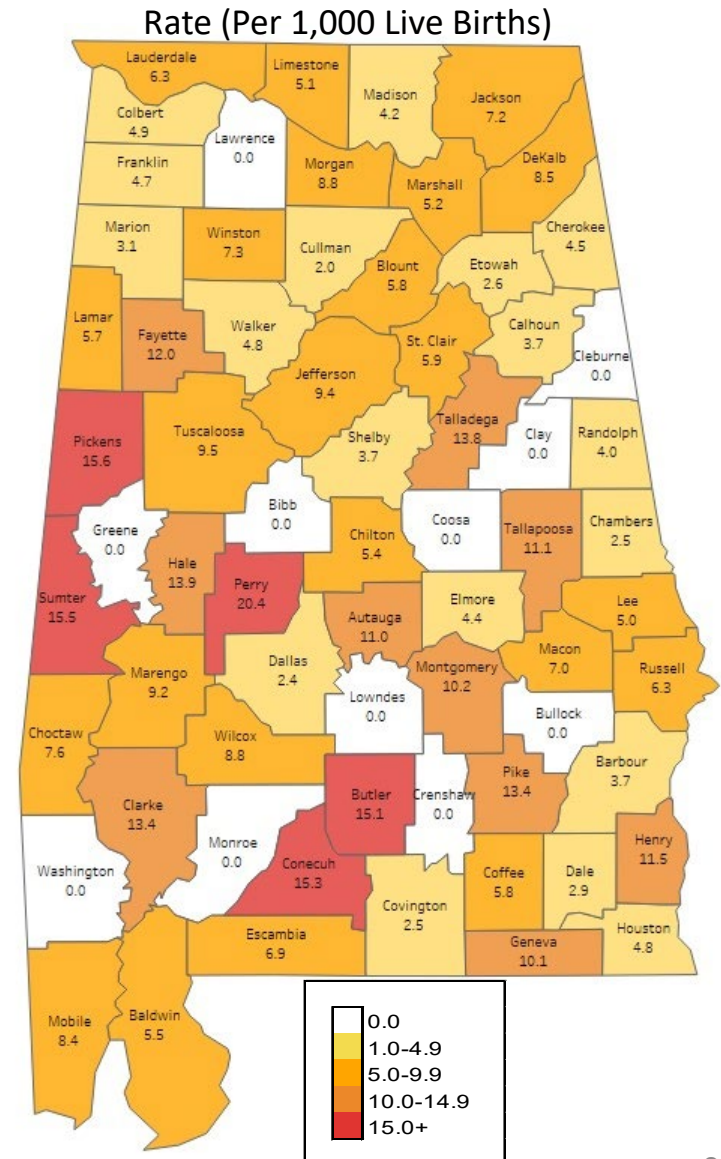 Rate (Per 1,000 Live Births)
Lauderdale
6.3
Limestone
5.1
Madison
4.2
Jackson
7.2
Colbert
4.9
Lawrence
0.0
Franklin
4.7
Morgan
8.8
Marshall
5.2
DeKalb
8.5
Marion
3.1
Winston
7.3
Cullman
2.0
Blount
5.8
Etowah
2.6
Cherokee
4.5
Lamar
5.7
Fayette
12.0
Walker
4.8
Jefferson
9.4
St. Clair
5.9
Calhoun
3.7
Cleburne
0.0
Pickens
15.6
Tuscaloosa
9.5
Shelby
3.7
Talladega
13.8
Clay
0.0
Randolph
4.0
Greene
0.0
Hale
13.9
Bibb
0.0
Chilton
5.4
Coosa
0.0
Tallapoosa
11.1
Chambers
2.5
Sumter
15.5
Perry
20.4
Autauga
11.0
Elmore
4.4
Lee
5.0
Marengo
9.2
Dallas
2.4
Lowndes
0.0
Montgomery
10.2
Macon
7.0
Russell
6.3
Bullock
0.0
Choctaw
7.6
Wilcox
8.8
Clarke
13.4
Butler
15.1
Crenshaw
0.0
Pike
13.4
Barbour
3.7
Washington
0.0
Monroe
0.0
Conecuh
15.3
Covington
2.5
Coffee
5.8
Dale
2.9
Henry
11.5
Escambia
6.9
Geneva
10.1
Houston
4.8
Mobile
8.4
Baldwin
5.5
0.0
1.0-4.9
5.0-9.9
10.0-14.9
15.0+